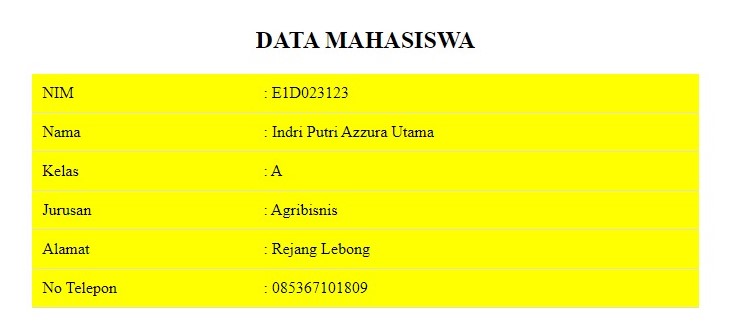 DATA MAHASISWA
NIM : E1D023123
Nama : Indri Putri Azzura Utama
Kelas : A
Jurusan : Agribisnis
Alamat : Rejang Lebong
No Telepon : 085367101809